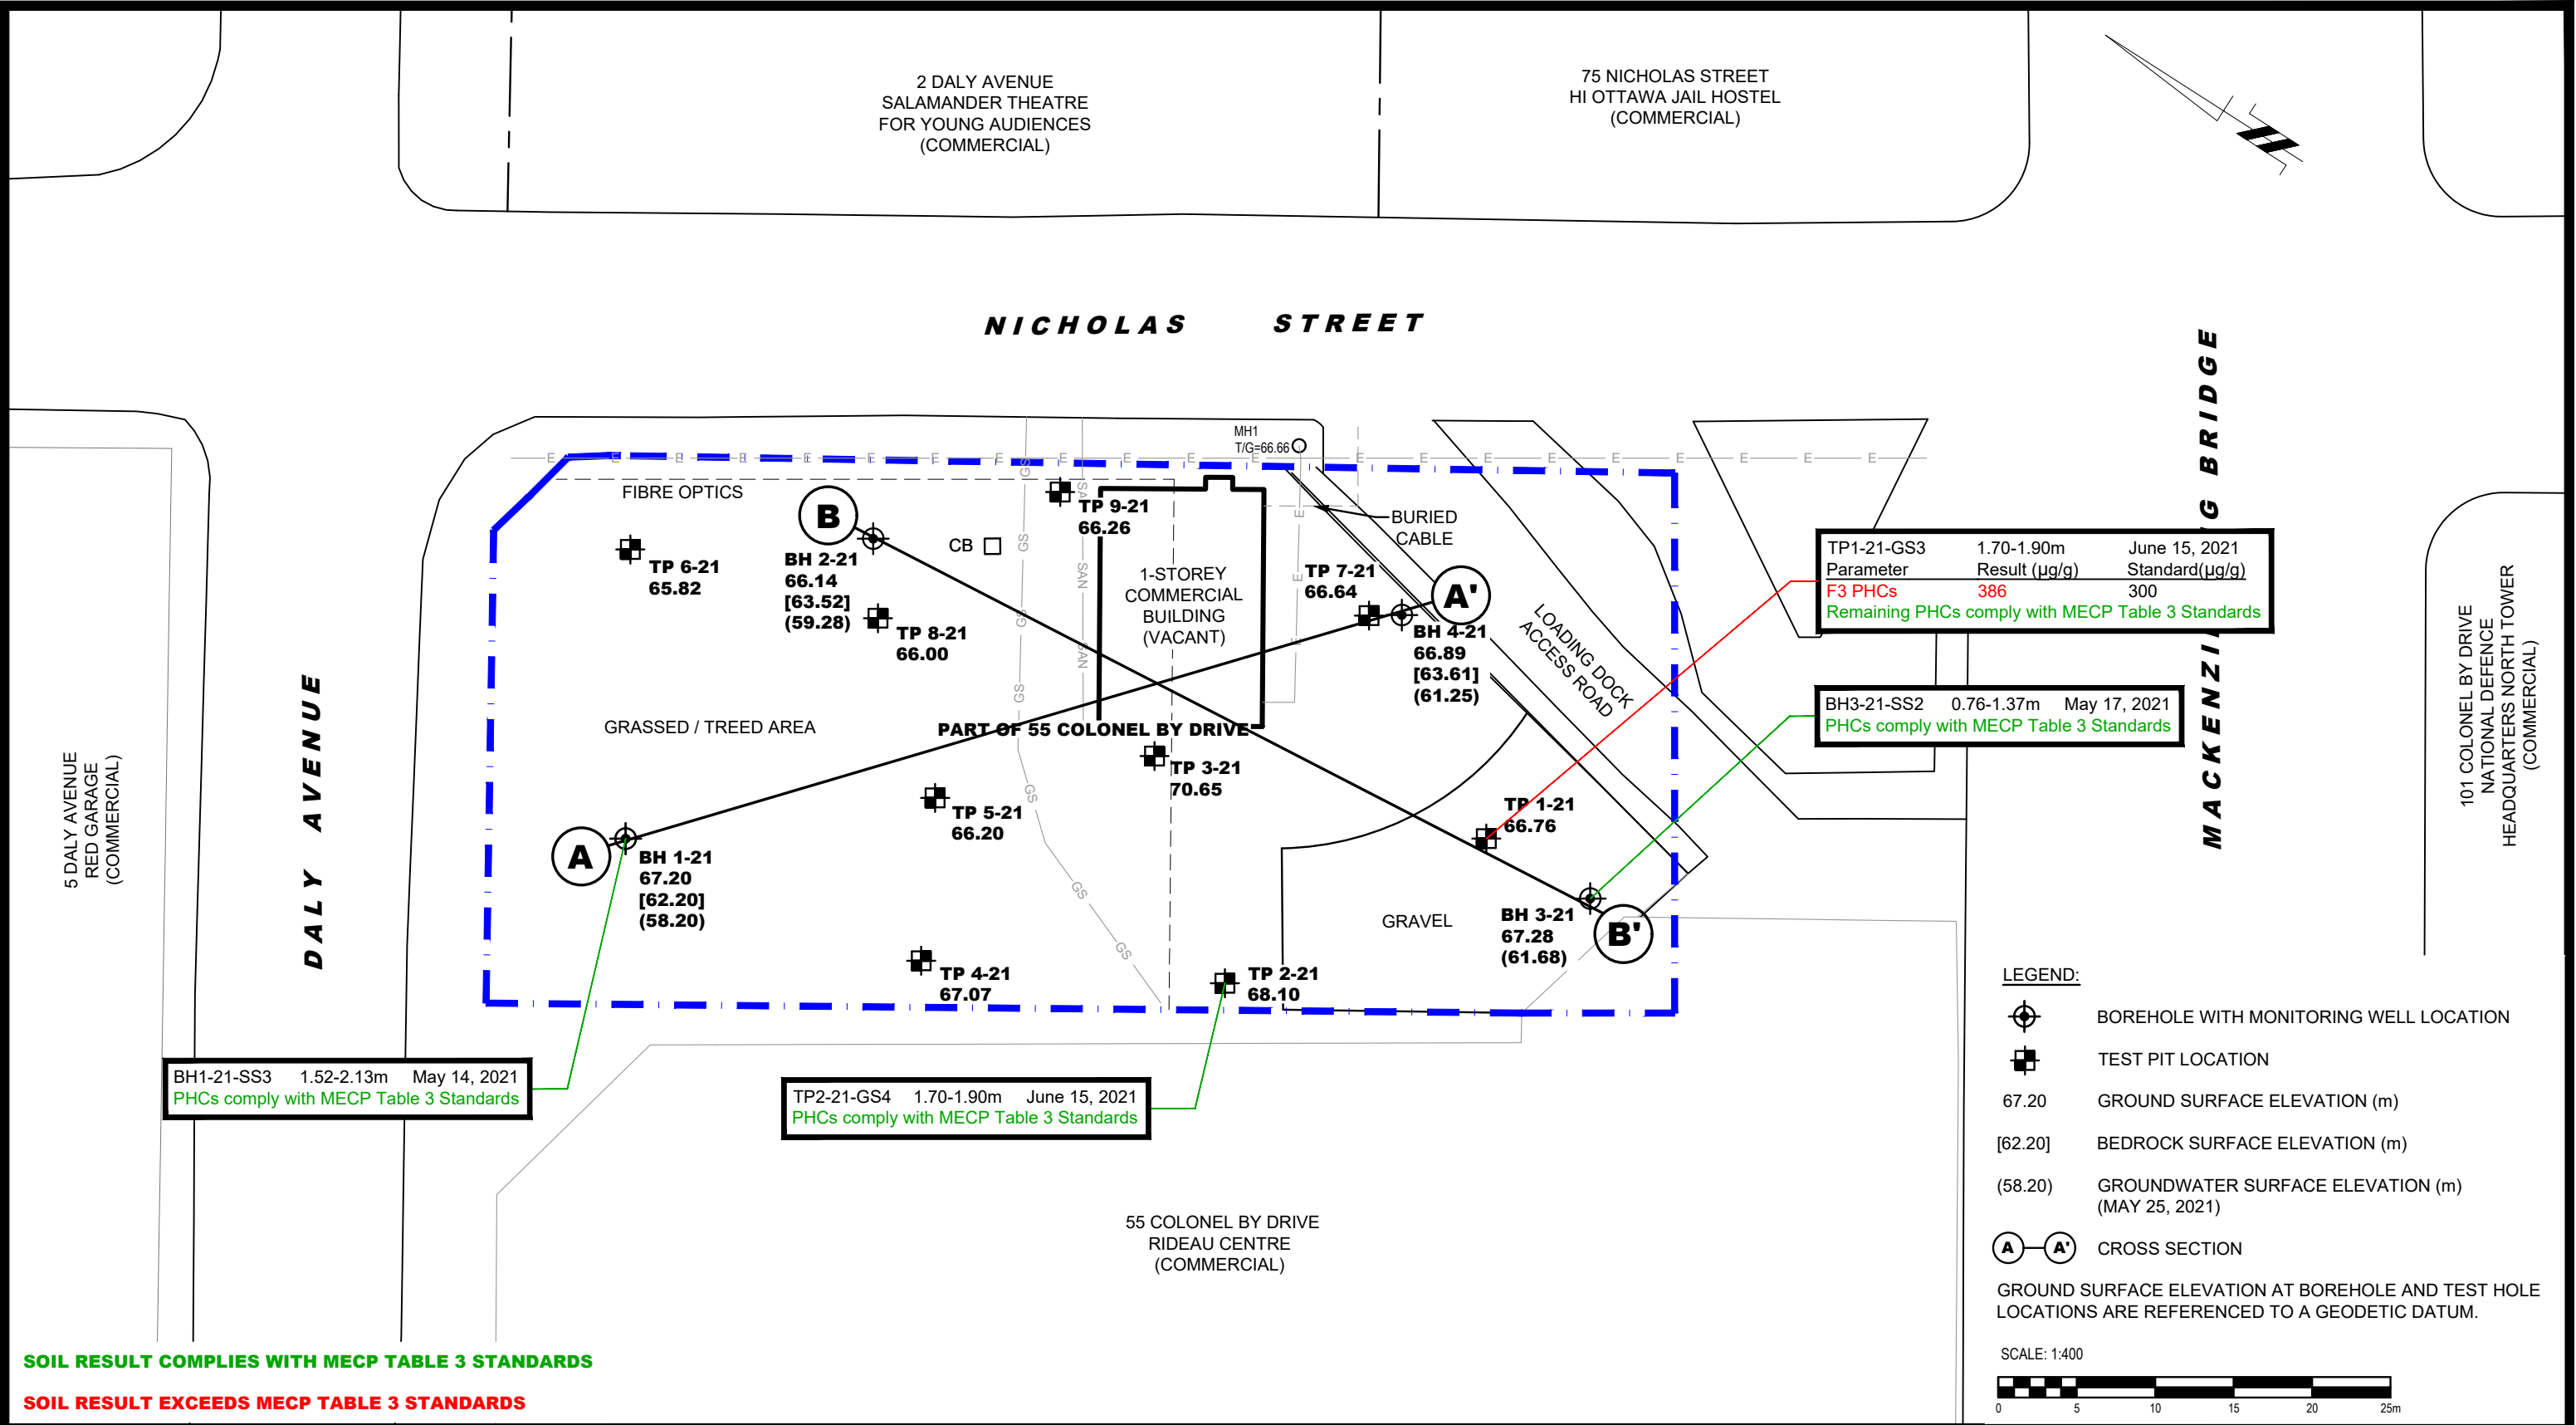 2 DALY AVENUE
SALAMANDER THEATRE
FOR YOUNG AUDIENCES
(COMMERCIAL)
75 NICHOLAS STREET
HI OTTAWA JAIL HOSTEL
(COMMERCIAL)
NICHOLAS STREET
MACKENZI
G BRIDGE
DALY AVENUE
5 DALY AVENUE
RED GARAGE
(COMMERCIAL)
101 COLONEL BY DRIVE
NATIONAL DEFENCE
HEADQUARTERS NORTH TOWER
(COMMERCIAL)
MH1
T/G=66.66
E E E E E E E E E E E E E E E E E E E E E
FIBRE OPTICS
B
TP 6-21
65.82
BH 2-21
66.14
[63.52]
(59.28)
CB
TP 8-21
66.00
TP 9-21
66.26
GS GS GS GS GS GS GS
SAN SAN SAN
1-STOREY
COMMERCIAL
BUILDING
(VACANT)
E E E
BURIED
CABLE
TP 7-21
66.64
A'
BH 4-21
66.89
[63.61]
(61.25)
LOADING DOCK
ACCESS ROAD
TP1-21-GS3 1.70-1.90m June 15, 2021
Parameter Result (µg/g) Standard(µg/g)
F3 PHCs 386 300
Remaining PHCs comply with MECP Table 3 Standards
BH3-21-SS2 0.76-1.37m May 17, 2021
PHCs comply with MECP Table 3 Standards
GRASSED / TREED AREA
PART OF 55 COLONEL BY DRIVE
TP 3-21
70.65
TP 5-21
66.20
TP 1-21
66.76
A
BH 1-21
67.20
[62.20]
(58.20)
GRAVEL
BH 3-21
67.28
(61.68)
B'
TP 4-21
67.07
TP 2-21
68.10
BH1-21-SS3 1.52-2.13m May 14, 2021
PHCs comply with MECP Table 3 Standards
TP2-21-GS4 1.70-1.90m June 15, 2021
PHCs comply with MECP Table 3 Standards
55 COLONEL BY DRIVE
RIDEAU CENTRE
(COMMERCIAL)
LEGEND:
BOREHOLE WITH MONITORING WELL LOCATION
TEST PIT LOCATION
67.20 GROUND SURFACE ELEVATION (m)
[62.20] BEDROCK SURFACE ELEVATION (m)
(58.20) GROUNDWATER SURFACE ELEVATION (m)
(MAY 25, 2021)
A A' CROSS SECTION
GROUND SURFACE ELEVATION AT BOREHOLE AND TEST HOLE
LOCATIONS ARE REFERENCED TO A GEODETIC DATUM.
SCALE: 1:400
0 5 10 15 20 25m
SOIL RESULT COMPLIES WITH MECP TABLE 3 STANDARDS
SOIL RESULT EXCEEDS MECP TABLE 3 STANDARDS